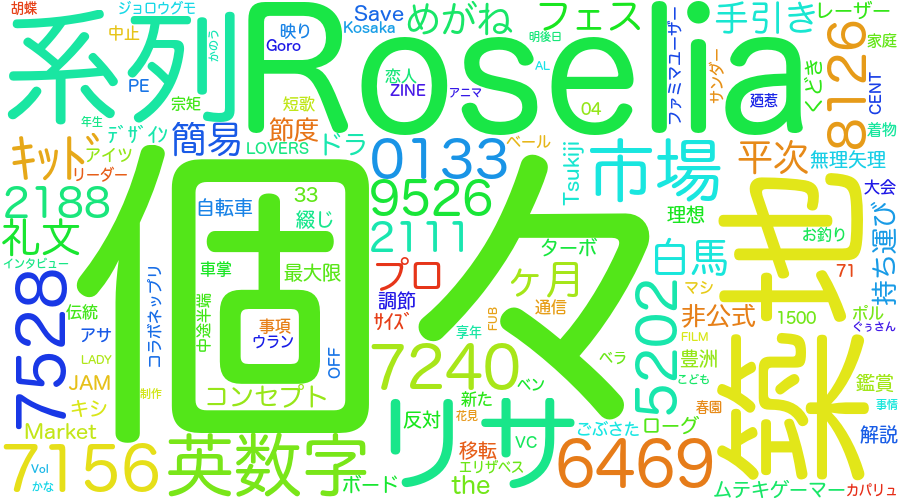 胡蝶
ジョロウグモ
中止
系列
Roselia
映り
Goro
かのう
Save
Kosaka
めがね
恋人
ZINE
アニマ
フェス
明後日
AL
04
ファミマユーザー
手引き
サンダー
レーザー
家庭
8126
くどき
廼惹
CENT
着物
PE
宗矩
短歌
年生
デザイン
簡易
節度
LOVERS
ドラ
キッド
アイツ
リーダー
0133
ベール
Tsukiji
市場
平次
無理矢理
2188
自転車
33
綴じ
9526
2111
理想
大会
持ち運び
お釣り
礼文
インタビュー
個々
車掌
最大限
プロ
調節
ターボ
ケ月
通信
白馬
築地
71
7528
伝統
アサ
コラボネップリ
中途半端
事項
ウラン
OFF
サイズ
享年
FUB
ベラ
5202
マシ
非公式
1500
ポル
ぐぅさん
LADY
JAM
制作
キシ
コンセプト
7240
ベン
豊洲
FILM
こども
鑑賞
Market
反対
リサ
新た
花見
VC
ごぶさた
ローグ
春園
事情
解説
7156
Vol
かな
英数字
ボード
移転
エリザベス
the
6469
ムテキゲーマー
カパリュ